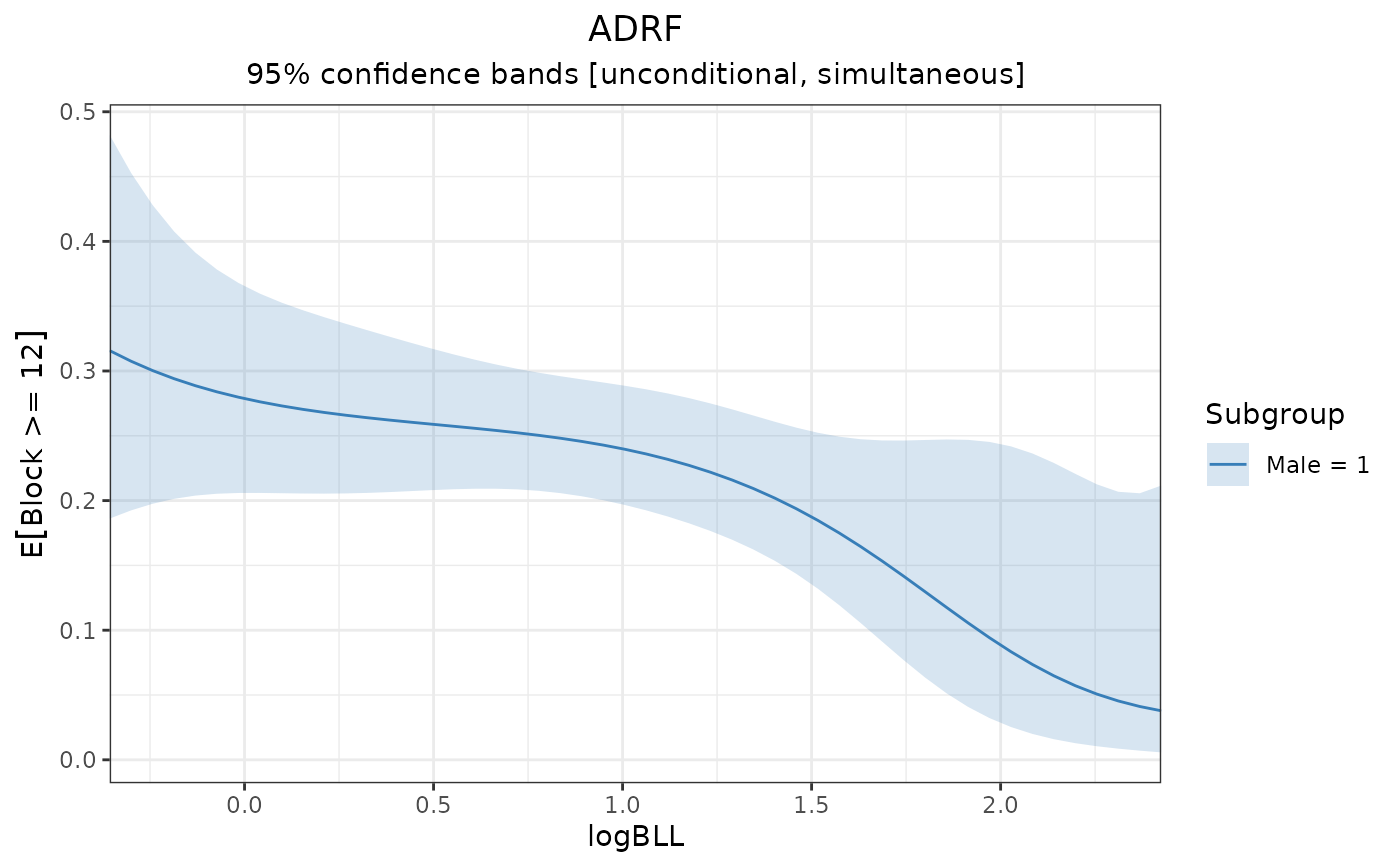 ADRF
95% confidence bands [unconditional, simultaneous]
E[Block >= 12]
0.5
0.4
0.3
0.2
0.1
0.0
0.0 0.5 1.0 1.5 2.0
logBLL
Subgroup
Male = 1